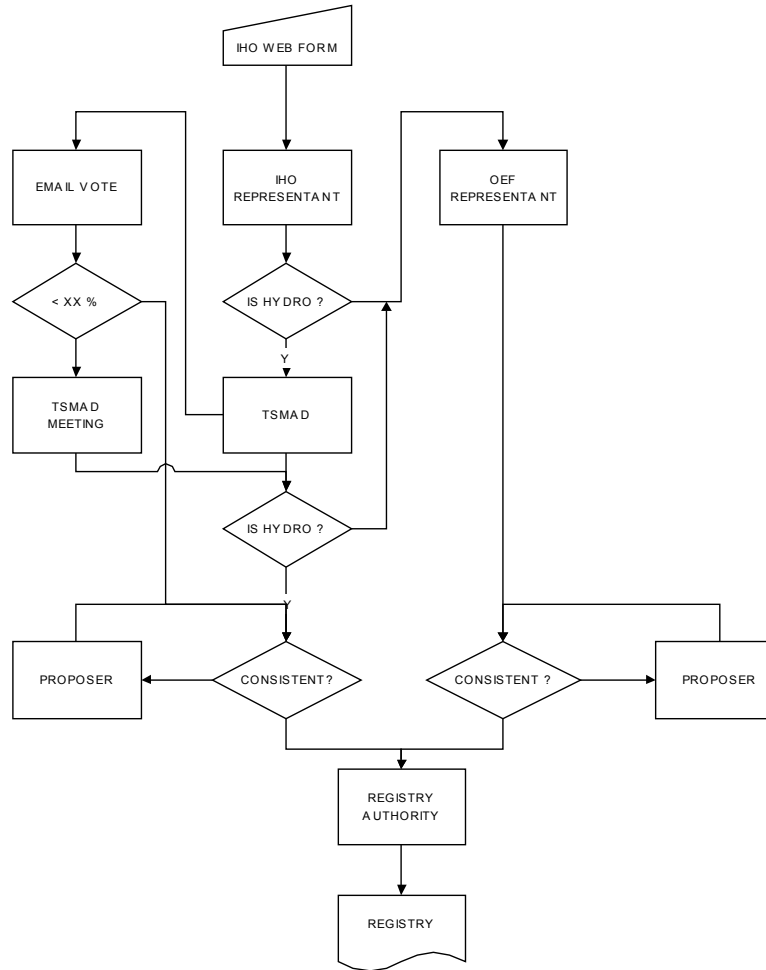 IHO WEB FORM
EMAIL VOTE
IHO
REPRESENTANT
OEF
REPRESENTANT
< XX %
IS HYDRO ?
Y
TSMAD
MEETING
TSMAD
IS HYDRO ?
Y
PROPOSER
CONSISTENT?
CONSISTENT ?
PROPOSER
REGISTRY
AUTHORITY
REGISTRY